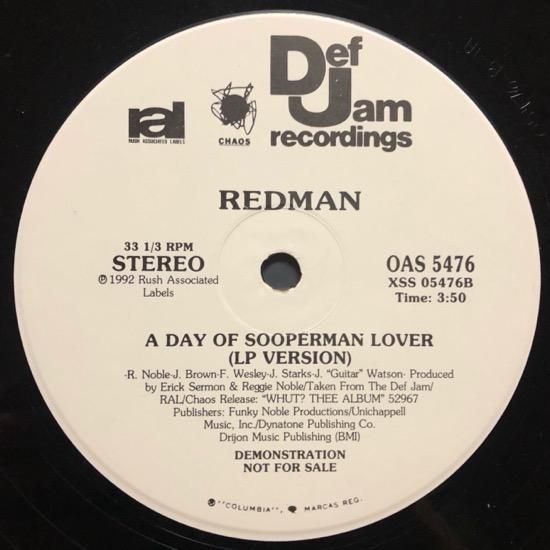 Def
Jam
recordings
ral
RUSH ASSOCIATED LABELS
CHAOS
REDMAN
33 1/3 RPM
STEREO
℗ 1992 Rush Associated
Labels
OAS 5476
XSS 05476B
Time: 3:50
A DAY OF SOOPERMAN LOVER
(LP VERSION)
-R. Noble-J. Brown-F. Wesley-J. Starks-J. "Guitar" Watson- Produced
by Erick Sermon & Reggie Noble/Taken From The Def Jam/
RAL/Chaos Release: "WHUT? THEE ALBUM" 52967
Publishers: Funky Noble Productions/Unichappell
Music, Inc./Dynatone Publishing Co.
Drijon Music Publishing (BMI)
DEMONSTRATION
NOT FOR SALE
® "COLUMBIA", MARCAS REG.